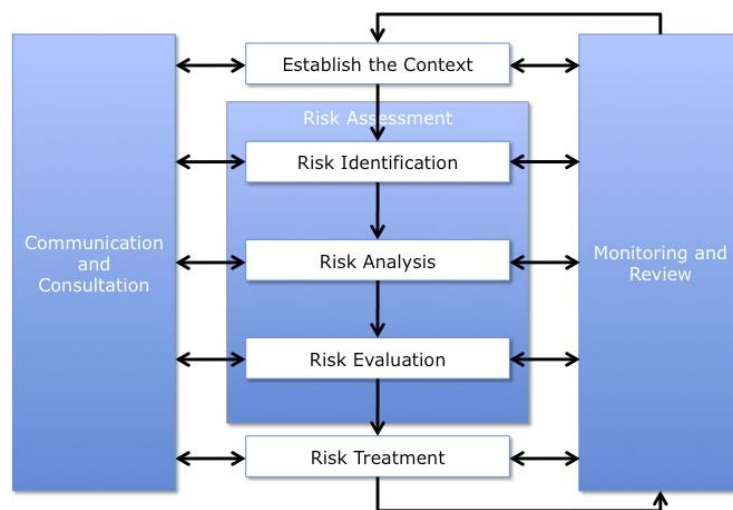 Establish the Context
Risk Assessment
Risk Identification
Communication
and
Consultation
Risk Analysis
Monitoring and
Review
Risk Evaluation
Risk Treatment